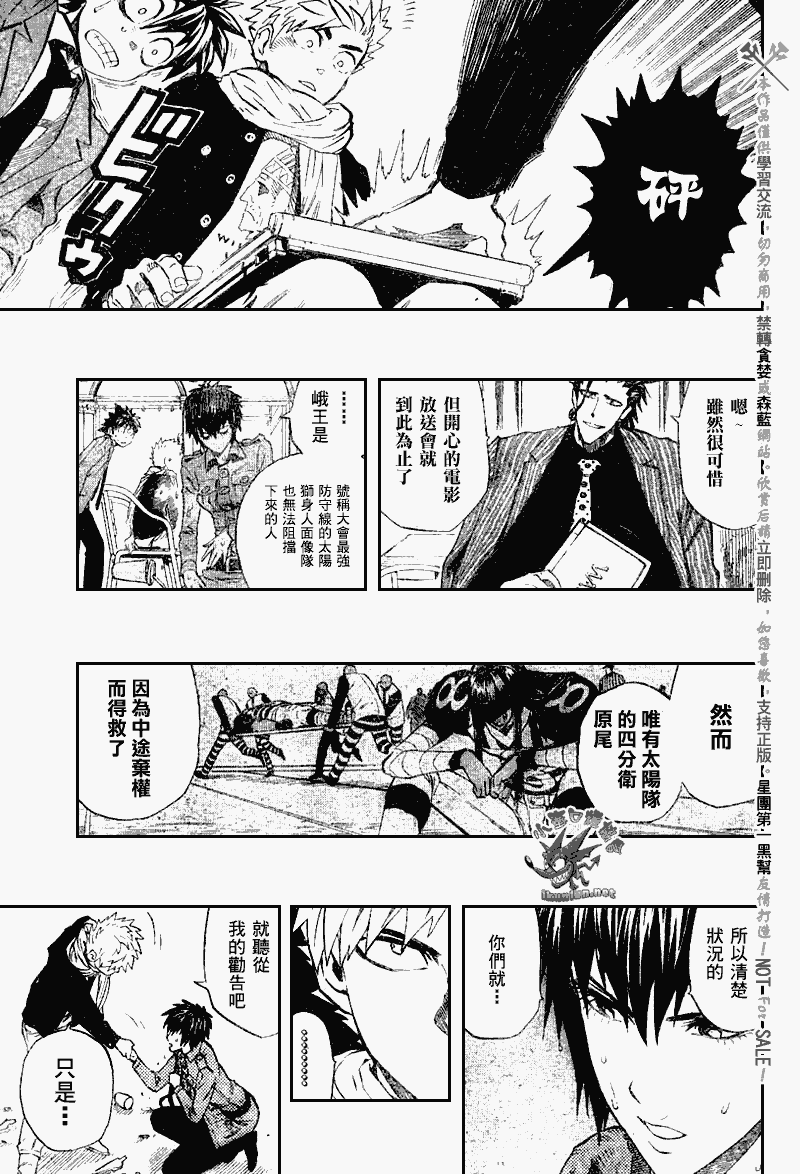 砰
ドビクゥ
嗯~
雖然很可惜
但開心的電影
放送會就
到此為止了
……
峨王是
號稱大會最強
防守線的太陽
獅身人面像隊
也無法阻擋
下來的人
然而
唯有太陽隊
的四分衛
原尾
因為中途棄權
而得救了
所以清楚
狀況的
你們就…
………
就聽從
我的勸告吧
只是…
本作品僅供學習交流，切勿商用，禁轉貪婪或森藍網站。欣賞后請立即刪除，如您喜歡，支持正版。星團第一黑幫友情打造！NOT For SALE！